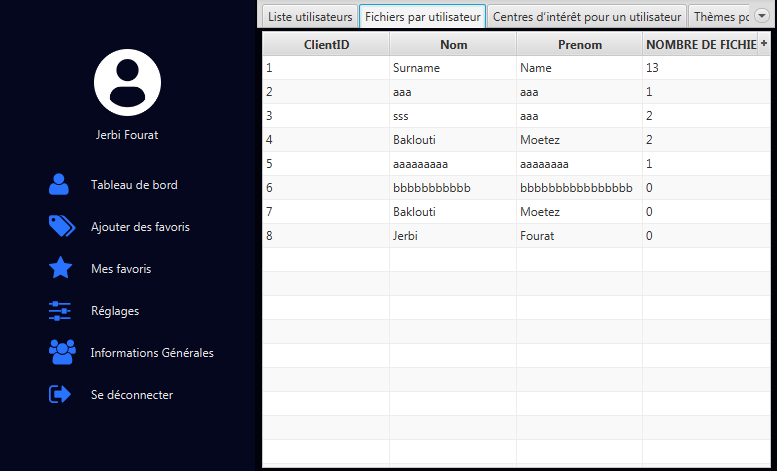 Jerbi Fourat
Tableau de bord
Ajouter des favoris
Mes favoris
Réglages
Informations Générales
Se déconnecter
Liste utilisateurs Fichiers par utilisateur Centres d'intérêt pour un utilisateur Thèmes po
ClientID Nom Prenom NOMBRE DE FICHIE +
1 Surname Name 13
2 aaa aaa 1
3 sss aaa 2
4 Baklouti Moetez 2
5 aaaaaaaaa aaaaaaaa 1
6 bbbbbbbbbbb bbbbbbbbbbbbbbbb 0
7 Baklouti Moetez 0
8 Jerbi Fourat 0